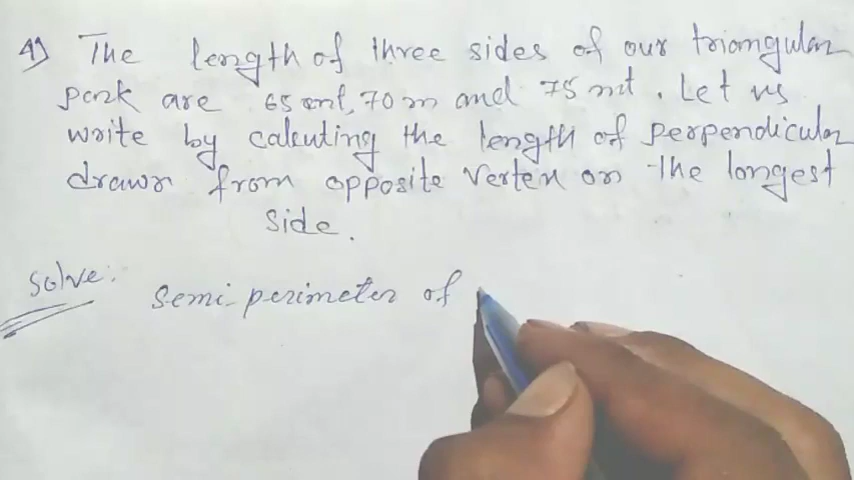 4) The length of three sides of our triangular
park are 65 mt, 70 m and 75 mt. Let us
write by calcuting the length of perpendicular
drawn from opposite vertex on the longest
side.
Solve:
Semi-perimeter of